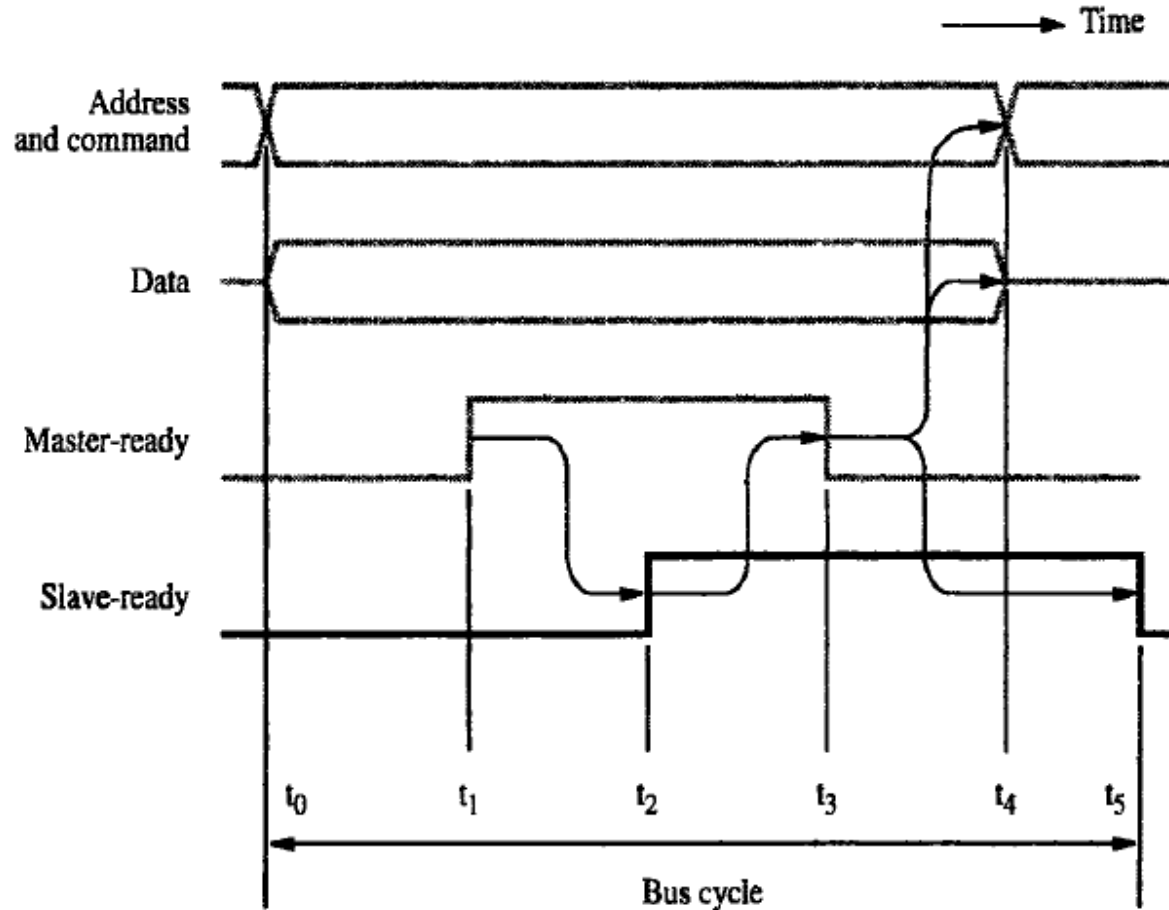 Time
Address
and command
Data
Master-ready
Slave-ready
t0 t1 t2 t3 t4 t5
Bus cycle